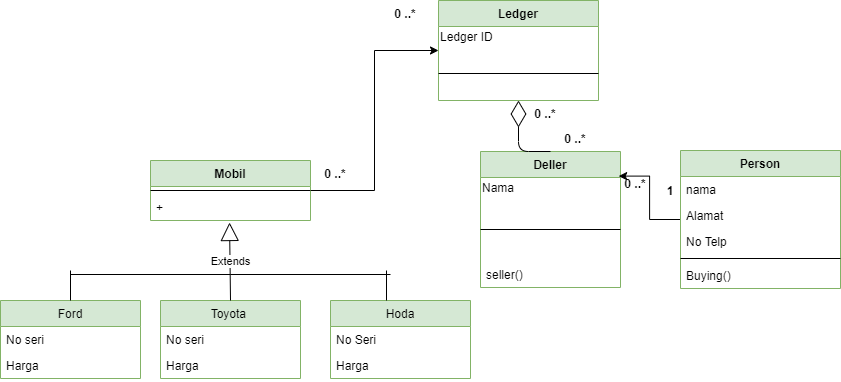 0 ..*
Ledger
Ledger ID
0 ..*
0 ..*
Mobil
0 ..*
+
Deller
Nama
seller()
0 ..*
1
Person
nama
Alamat
No Telp
Buying()
Extends
Ford
No seri
Harga
Toyota
No seri
Harga
Hoda
No Seri
Harga